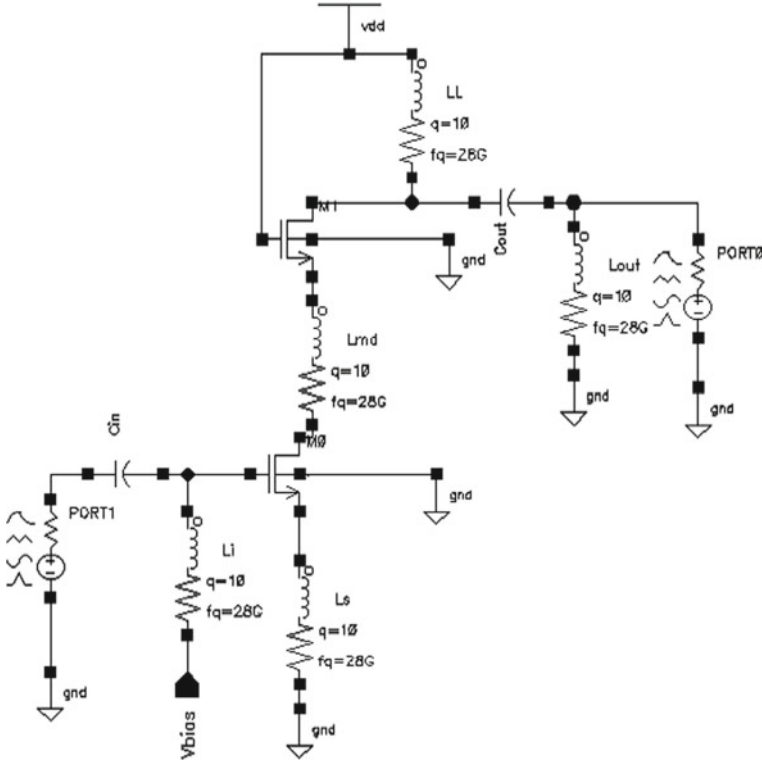 vdd
LL
q=10
fq=28G
M1
Cout
gnd
Lout
q=10
fq=28G
PORT0
gnd
gnd
Lmd
q=10
fq=28G
M0
Cin
PORT1
gnd
Li
q=10
fq=28G
Ls
q=10
fq=28G
gnd
Vbias
gnd